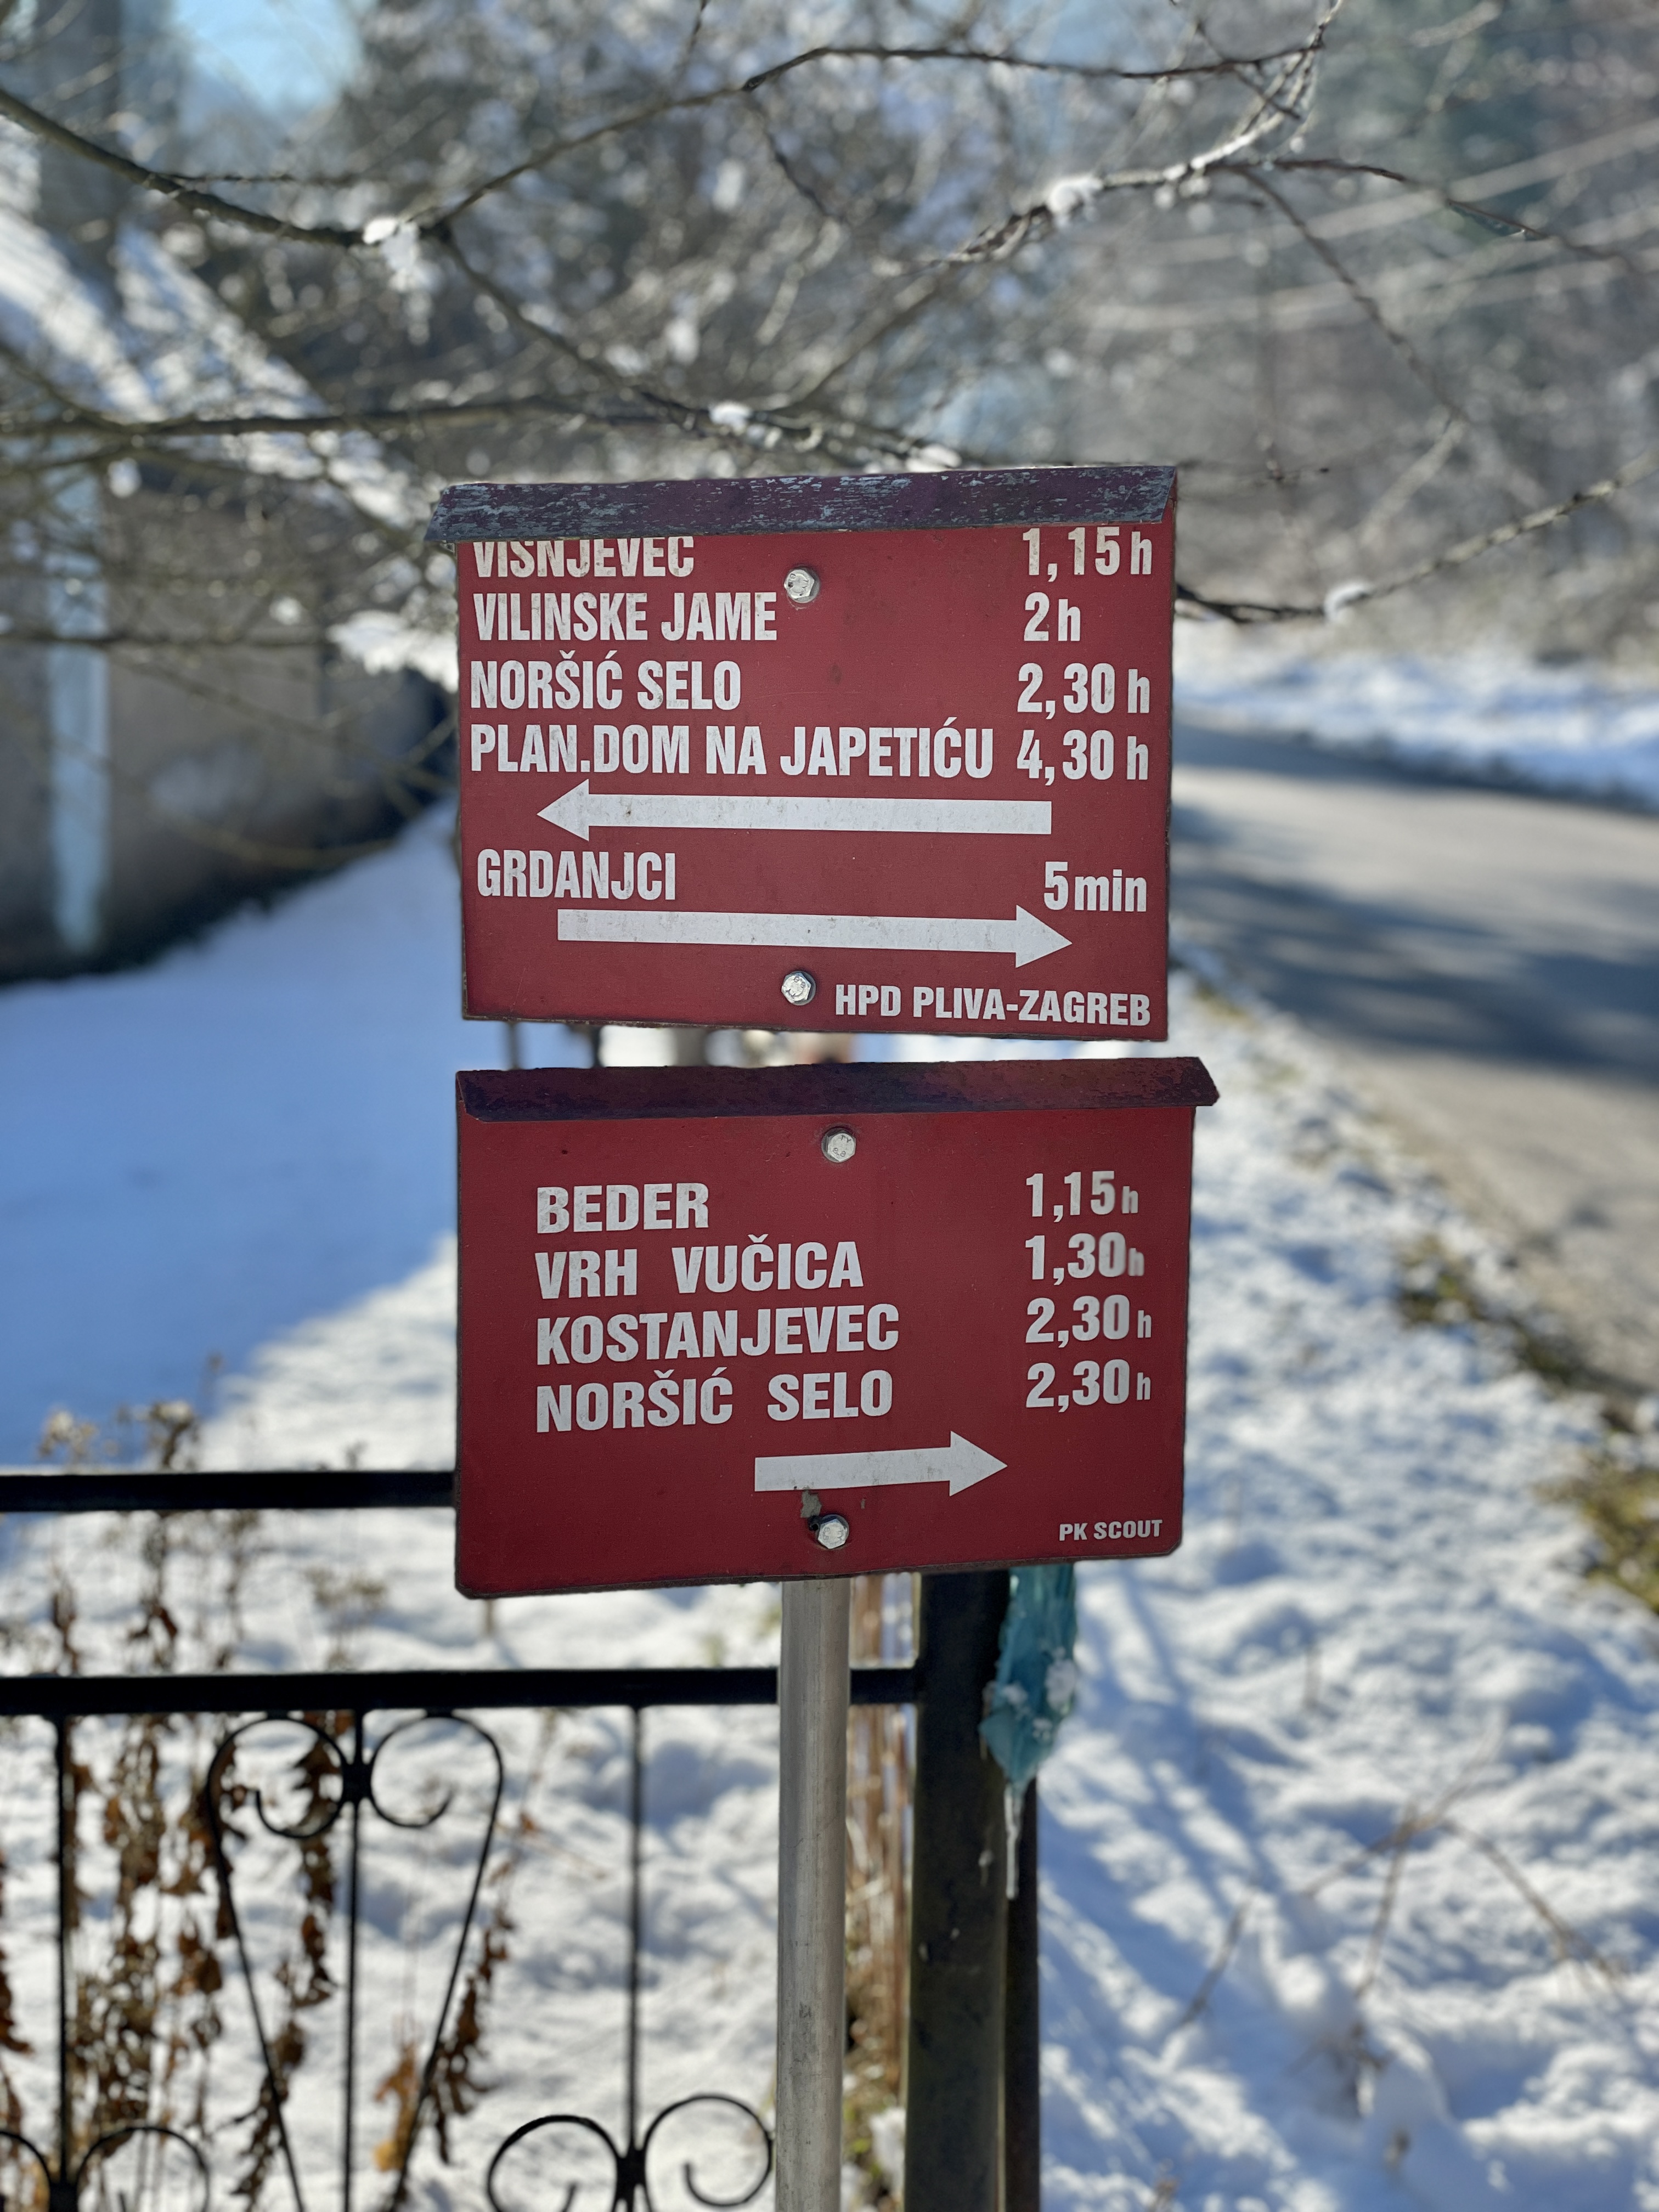 VIŠNJEVEC 1,15 h
VILINSKE JAME 2 h
NORŠIĆ SELO 2,30 h
PLAN.DOM NA JAPETIĆU 4,30 h
GRDANJCI 5 min
HPD PLIVA-ZAGREB
BEDER 1,15 h
VRH VUČICA 1,30 h
KOSTANJEVEC 2,30 h
NORŠIĆ SELO 2,30 h
PK SCOUT